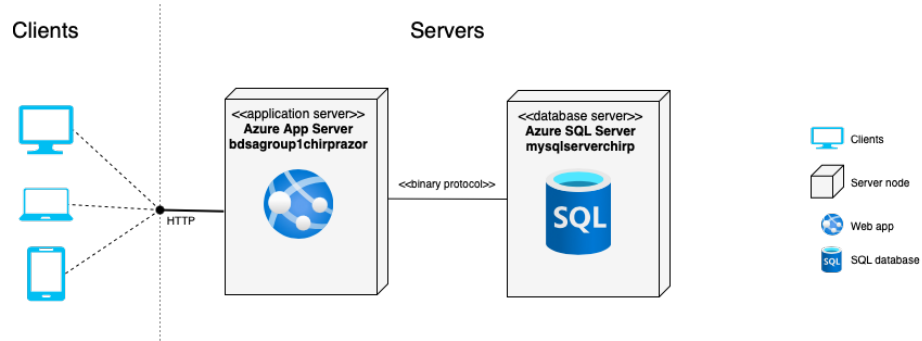 Clients
Servers
<<application server>>
Azure App Server
bdsagroup1chirprazor
<<database server>>
Azure SQL Server
mysqlserverchirp
<<binary protocol>>
HTTP
SQL
Clients
Server node
Web app
SQL
SQL database